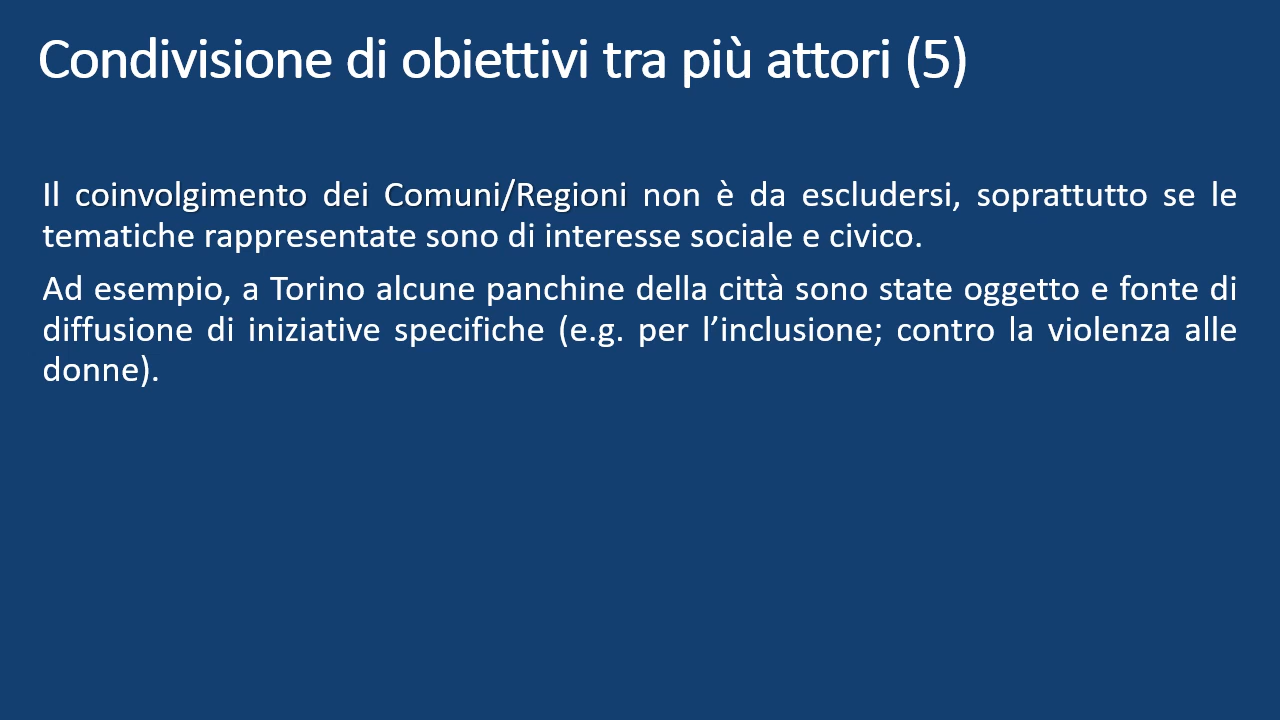 Condivisione di obiettivi tra più attori (5)
Il coinvolgimento dei Comuni/Regioni non è da escludersi, soprattutto se le
tematiche rappresentate sono di interesse sociale e civico.
Ad esempio, a Torino alcune panchine della città sono state oggetto e fonte di
diffusione di iniziative specifiche (e.g. per l’inclusione; contro la violenza alle
donne).